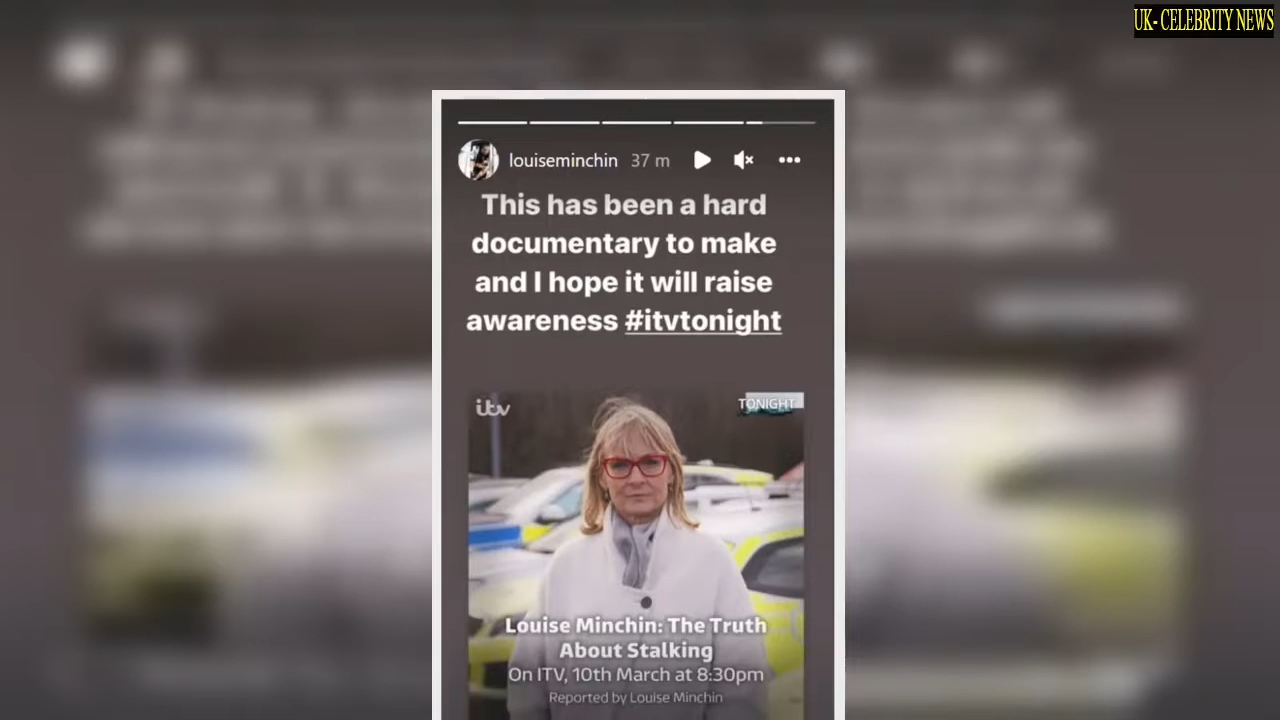 UK- CELEBRITY NEWS
louiseminchin 37 m
This has been a hard
documentary to make
and I hope it will raise
awareness #itvtonight
itv
TONIGHT
Louise Minchin: The Truth
About Stalking
On ITV, 10th March at 8:30pm
Reported by Louise Minchin